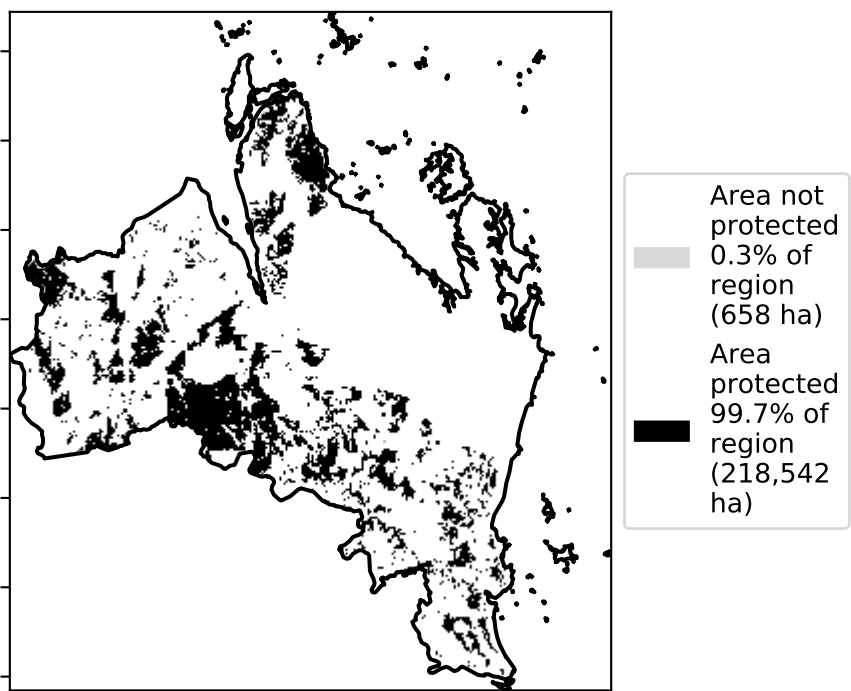 Area not
protected
0.3% of
region
(658 ha)
Area
protected
99.7% of
region
(218,542
ha)